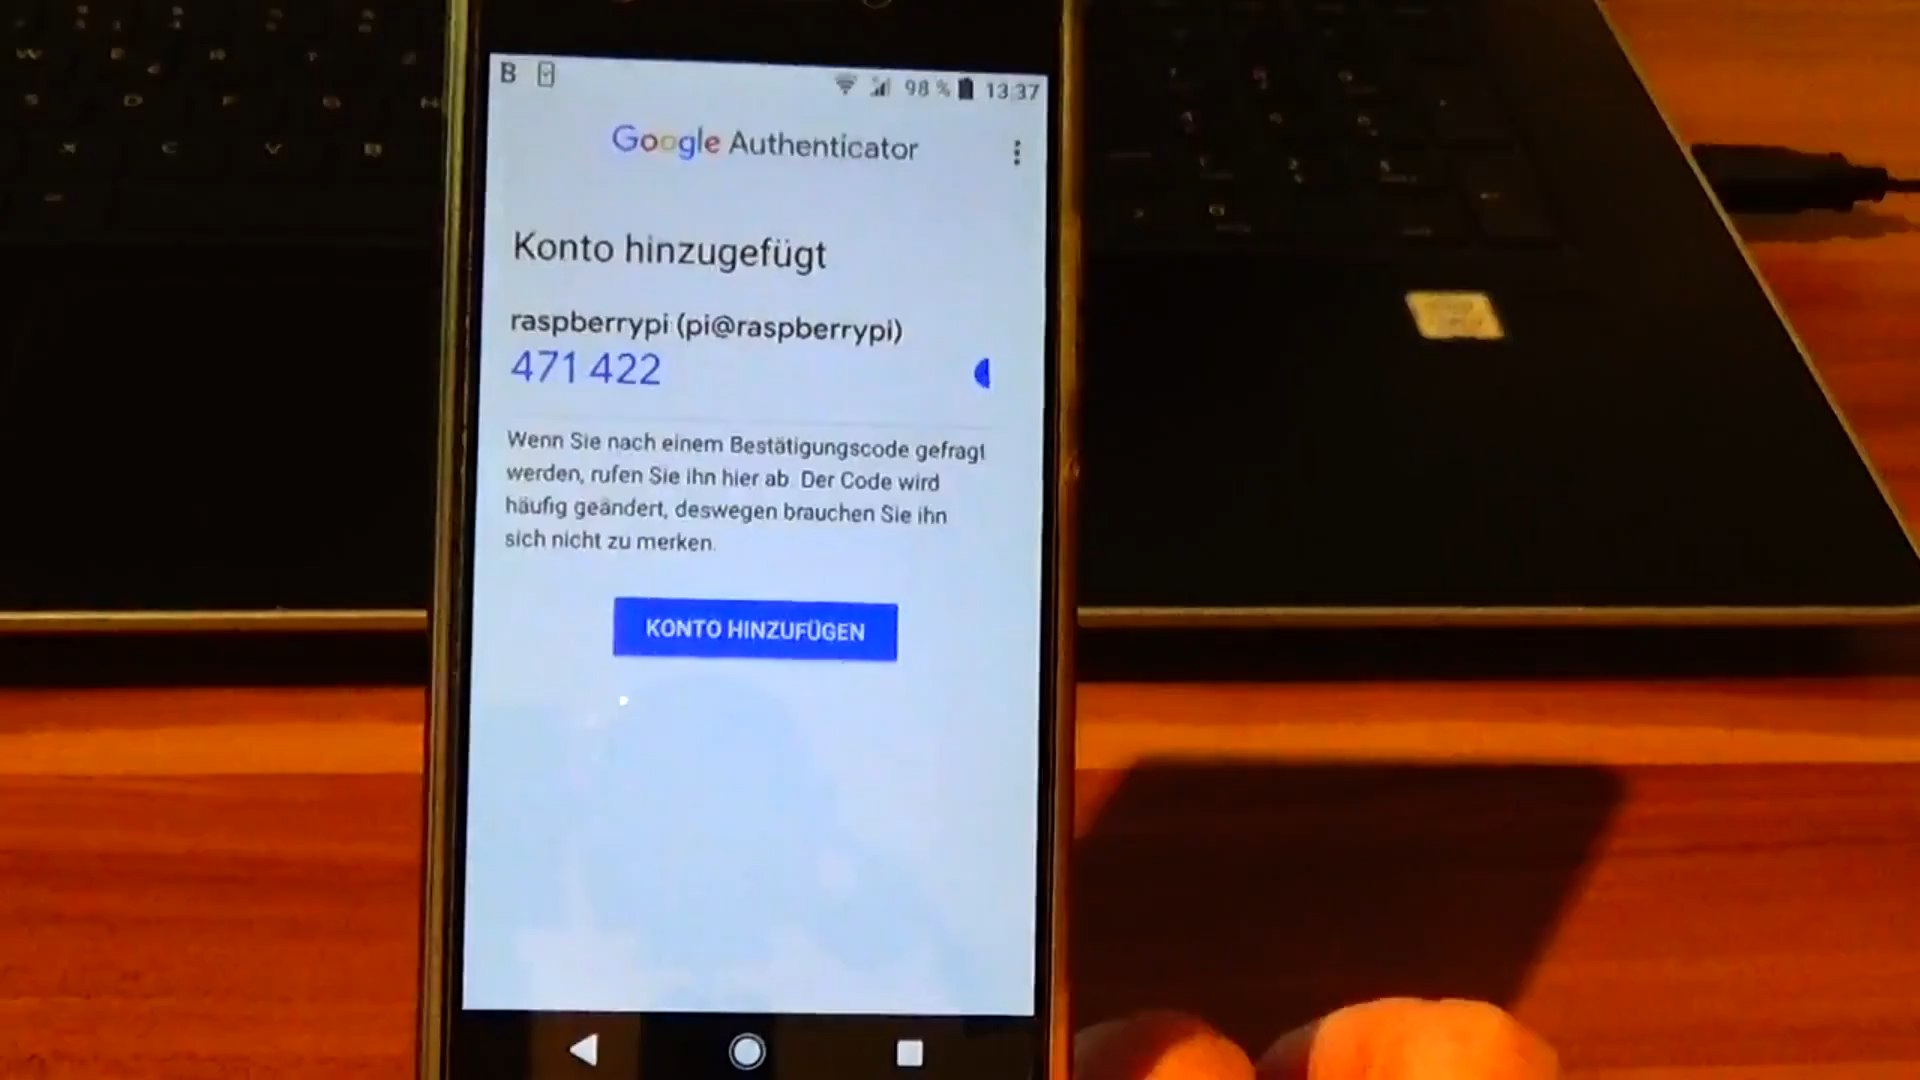 B 98 % 13:37
Google Authenticator
Konto hinzugefügt
raspberrypi (pi@raspberrypi)
471 422
Wenn Sie nach einem Bestätigungscode gefragt
werden, rufen Sie ihn hier ab. Der Code wird
häufig geändert, deswegen brauchen Sie ihn
sich nicht zu merken.
KONTO HINZUFÜGEN